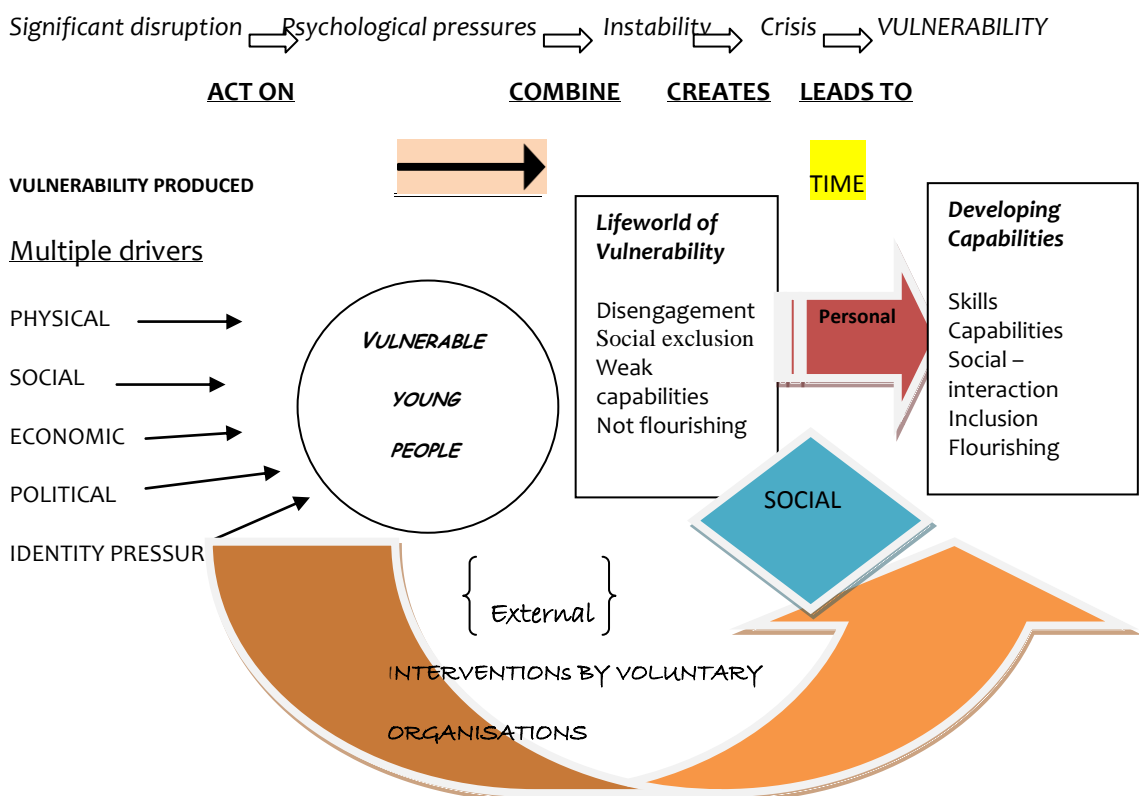 Significant disruption Psychological pressures Instability Crisis VULNERABILITY
ACT ON COMBINE CREATES LEADS TO
VULNERABILITY PRODUCED
TIME
Multiple drivers
PHYSICAL
SOCIAL
ECONOMIC
POLITICAL
IDENTITY PRESSUR
VULNERABLE
YOUNG
PEOPLE
Lifeworld of
Vulnerability
Disengagement
Social exclusion
Weak
capabilities
Not flourishing
Personal
SOCIAL
Developing
Capabilities
Skills
Capabilities
Social –
interaction
Inclusion
Flourishing
External
INTERVENTIONs BY VOLUNTARY
ORGANISATIONS